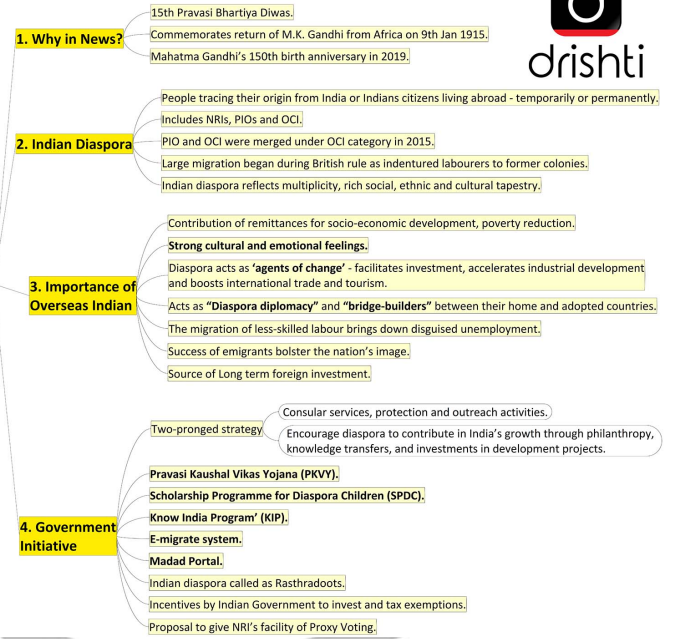 1. Why in News?
15th Pravasi Bhartiya Diwas.
Commemorates return of M.K. Gandhi from Africa on 9th Jan 1915.
Mahatma Gandhi's 150th birth anniversary in 2019.
drishti
2. Indian Diaspora
People tracing their origin from India or Indians citizens living abroad - temporarily or permanently.
Includes NRIs, PIOs and OCI.
PIO and OCI were merged under OCI category in 2015.
Large migration began during British rule as indentured labourers to former colonies.
Indian diaspora reflects multiplicity, rich social, ethnic and cultural tapestry.
3. Importance of
Overseas Indian
Contribution of remittances for socio-economic development, poverty reduction.
Strong cultural and emotional feelings.
Diaspora acts as ‘agents of change’ - facilitates investment, accelerates industrial development
and boosts international trade and tourism.
Acts as “Diaspora diplomacy” and “bridge-builders” between their home and adopted countries.
The migration of less-skilled labour brings down disguised unemployment.
Success of emigrants bolster the nation's image.
Source of Long term foreign investment.
4. Government
Initiative
Two-pronged strategy
Consular services, protection and outreach activities.
Encourage diaspora to contribute in India's growth through philanthropy,
knowledge transfers, and investments in development projects.
Pravasi Kaushal Vikas Yojana (PKVY).
Scholarship Programme for Diaspora Children (SPDC).
Know India Program’ (KIP).
E-migrate system.
Madad Portal.
Indian diaspora called as Rasthradoots.
Incentives by Indian Government to invest and tax exemptions.
Proposal to give NRI's facility of Proxy Voting.